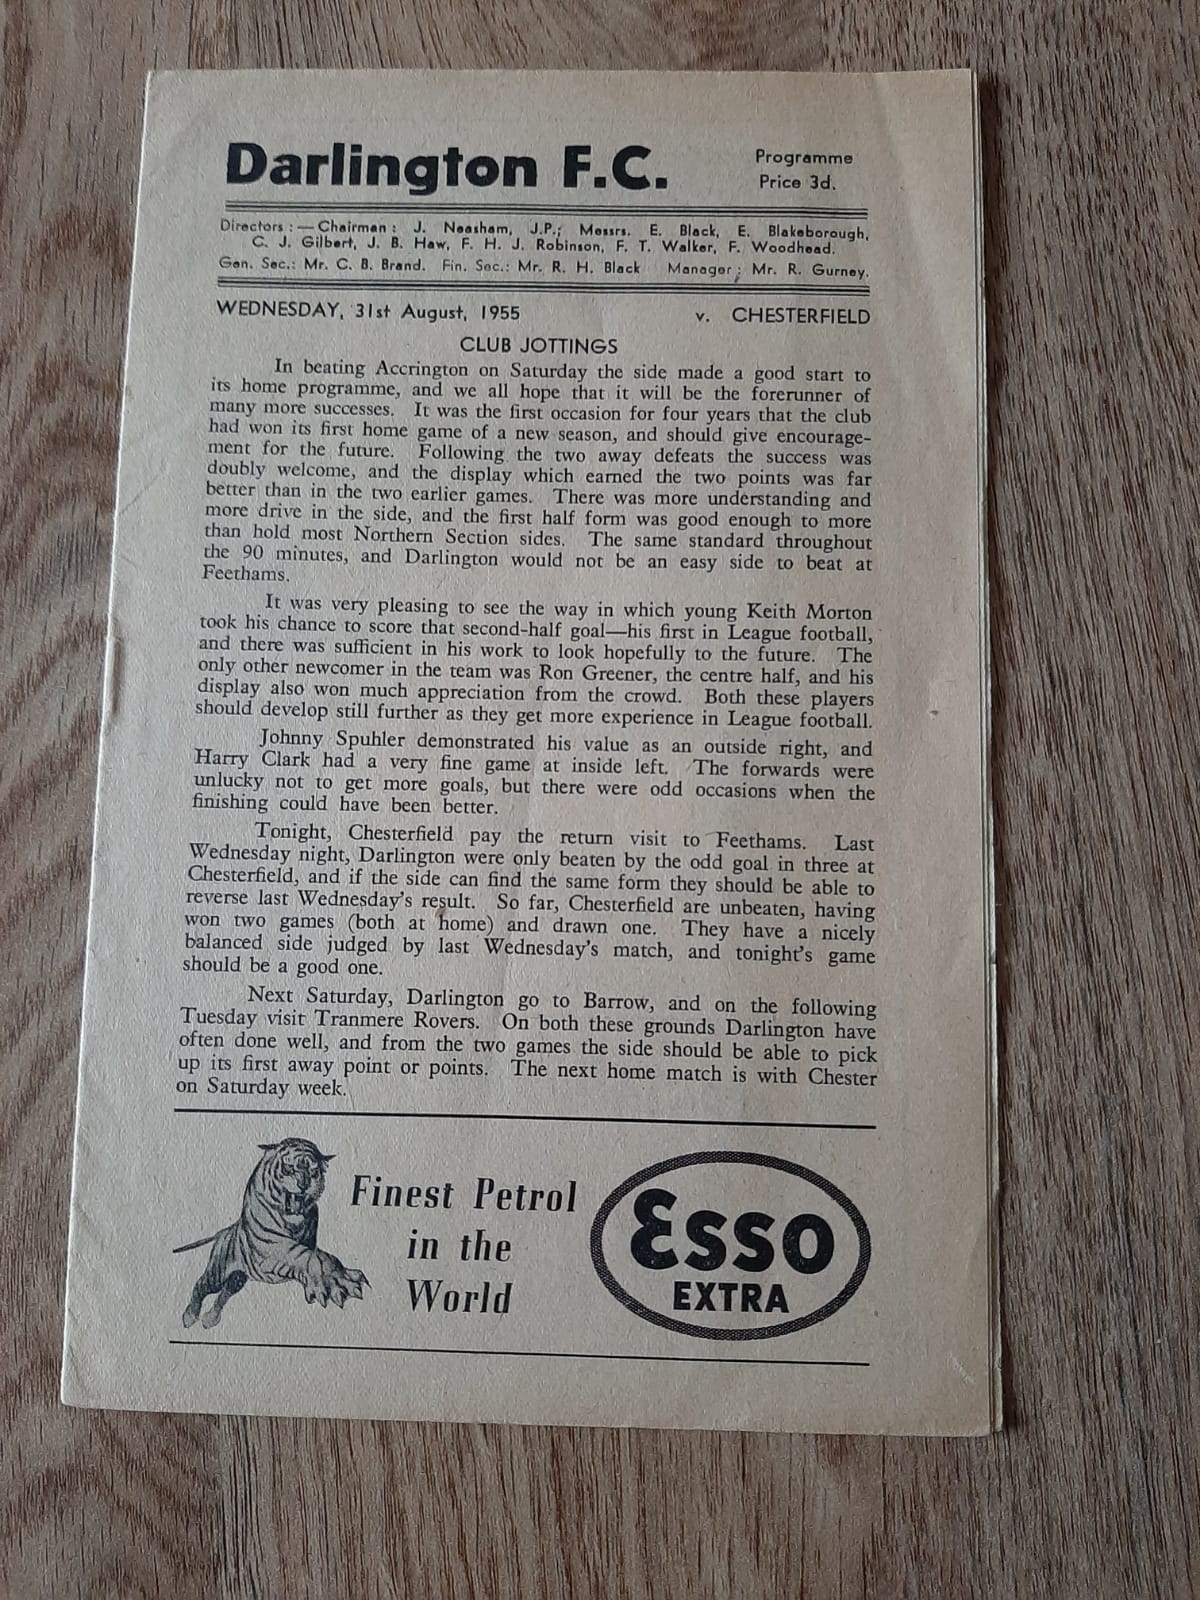 Darlington F.C.
Programme
Price 3d.
Directors : — Chairman : J. Neasham, J.P.; Messrs. E. Black, E. Blakeborough,
C. J. Gilbert, J. B. Haw, F. H. J. Robinson, F. T. Walker, F. Woodhead.
Gen. Sec.: Mr. C. B. Brand. Fin. Sec.: Mr. R. H. Black Manager ; Mr. R. Gurney.
WEDNESDAY, 31st August, 1955 v. CHESTERFIELD
CLUB JOTTINGS
In beating Accrington on Saturday the side made a good start to
its home programme, and we all hope that it will be the forerunner of
many more successes. It was the first occasion for four years that the club
had won its first home game of a new season, and should give encourage-
ment for the future. Following the two away defeats the success was
doubly welcome, and the display which earned the two points was far
better than in the two earlier games. There was more understanding and
more drive in the side, and the first half form was good enough to more
than hold most Northern Section sides. The same standard throughout
the 90 minutes, and Darlington would not be an easy side to beat at
Feethams.
It was very pleasing to see the way in which young Keith Morton
took his chance to score that second-half goal—his first in League football,
and there was sufficient in his work to look hopefully to the future. The
only other newcomer in the team was Ron Greener, the centre half, and his
display also won much appreciation from the crowd. Both these players
should develop still further as they get more experience in League football.
Johnny Spuhler demonstrated his value as an outside right, and
Harry Clark had a very fine game at inside left. The forwards were
unlucky not to get more goals, but there were odd occasions when the
finishing could have been better.
Tonight, Chesterfield pay the return visit to Feethams. Last
Wednesday night, Darlington were only beaten by the odd goal in three at
Chesterfield, and if the side can find the same form they should be able to
reverse last Wednesday's result. So far, Chesterfield are unbeaten, having
won two games (both at home) and drawn one. They have a nicely
balanced side judged by last Wednesday's match, and tonight's game
should be a good one.
Next Saturday, Darlington go to Barrow, and on the following
Tuesday visit Tranmere Rovers. On both these grounds Darlington have
often done well, and from the two games the side should be able to pick
up its first away point or points. The next home match is with Chester
on Saturday week.
Finest Petrol
in the
World
Esso
EXTRA